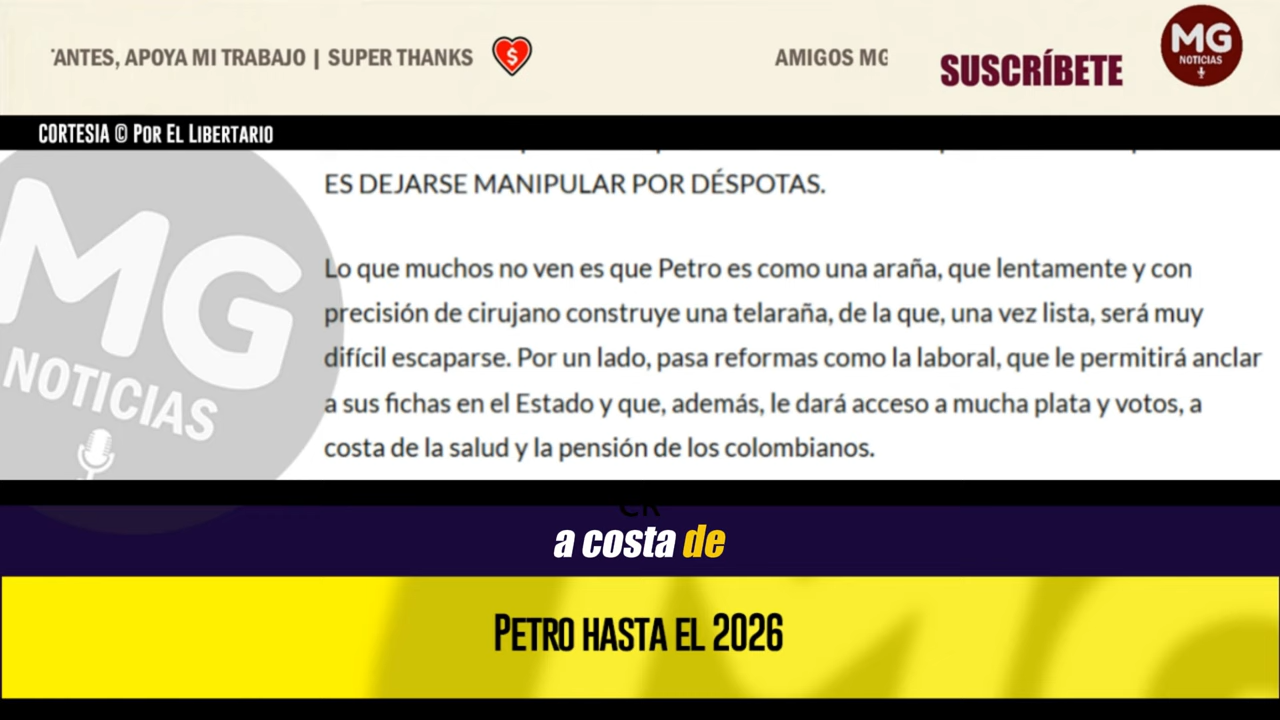 ANTES, APOYA MI TRABAJO | SUPER THANKS
$
AMIGOS MG
SUSCRÍBETE
MG
NOTICIAS
CORTESIA © POR EL LIBERTARIO
ES DEJARSE MANIPULAR POR DÉSPOTAS.
Lo que muchos no ven es que Petro es como una araña, que lentamente y con
precisión de cirujano construye una telaraña, de la que, una vez lista, será muy
difícil escaparse. Por un lado, pasa reformas como la laboral, que le permitirá anclar
a sus fichas en el Estado y que, además, le dará acceso a mucha plata y votos, a
costa de la salud y la pensión de los colombianos.
MG
NOTICIAS
a costa de
PETRO HASTA EL 2026